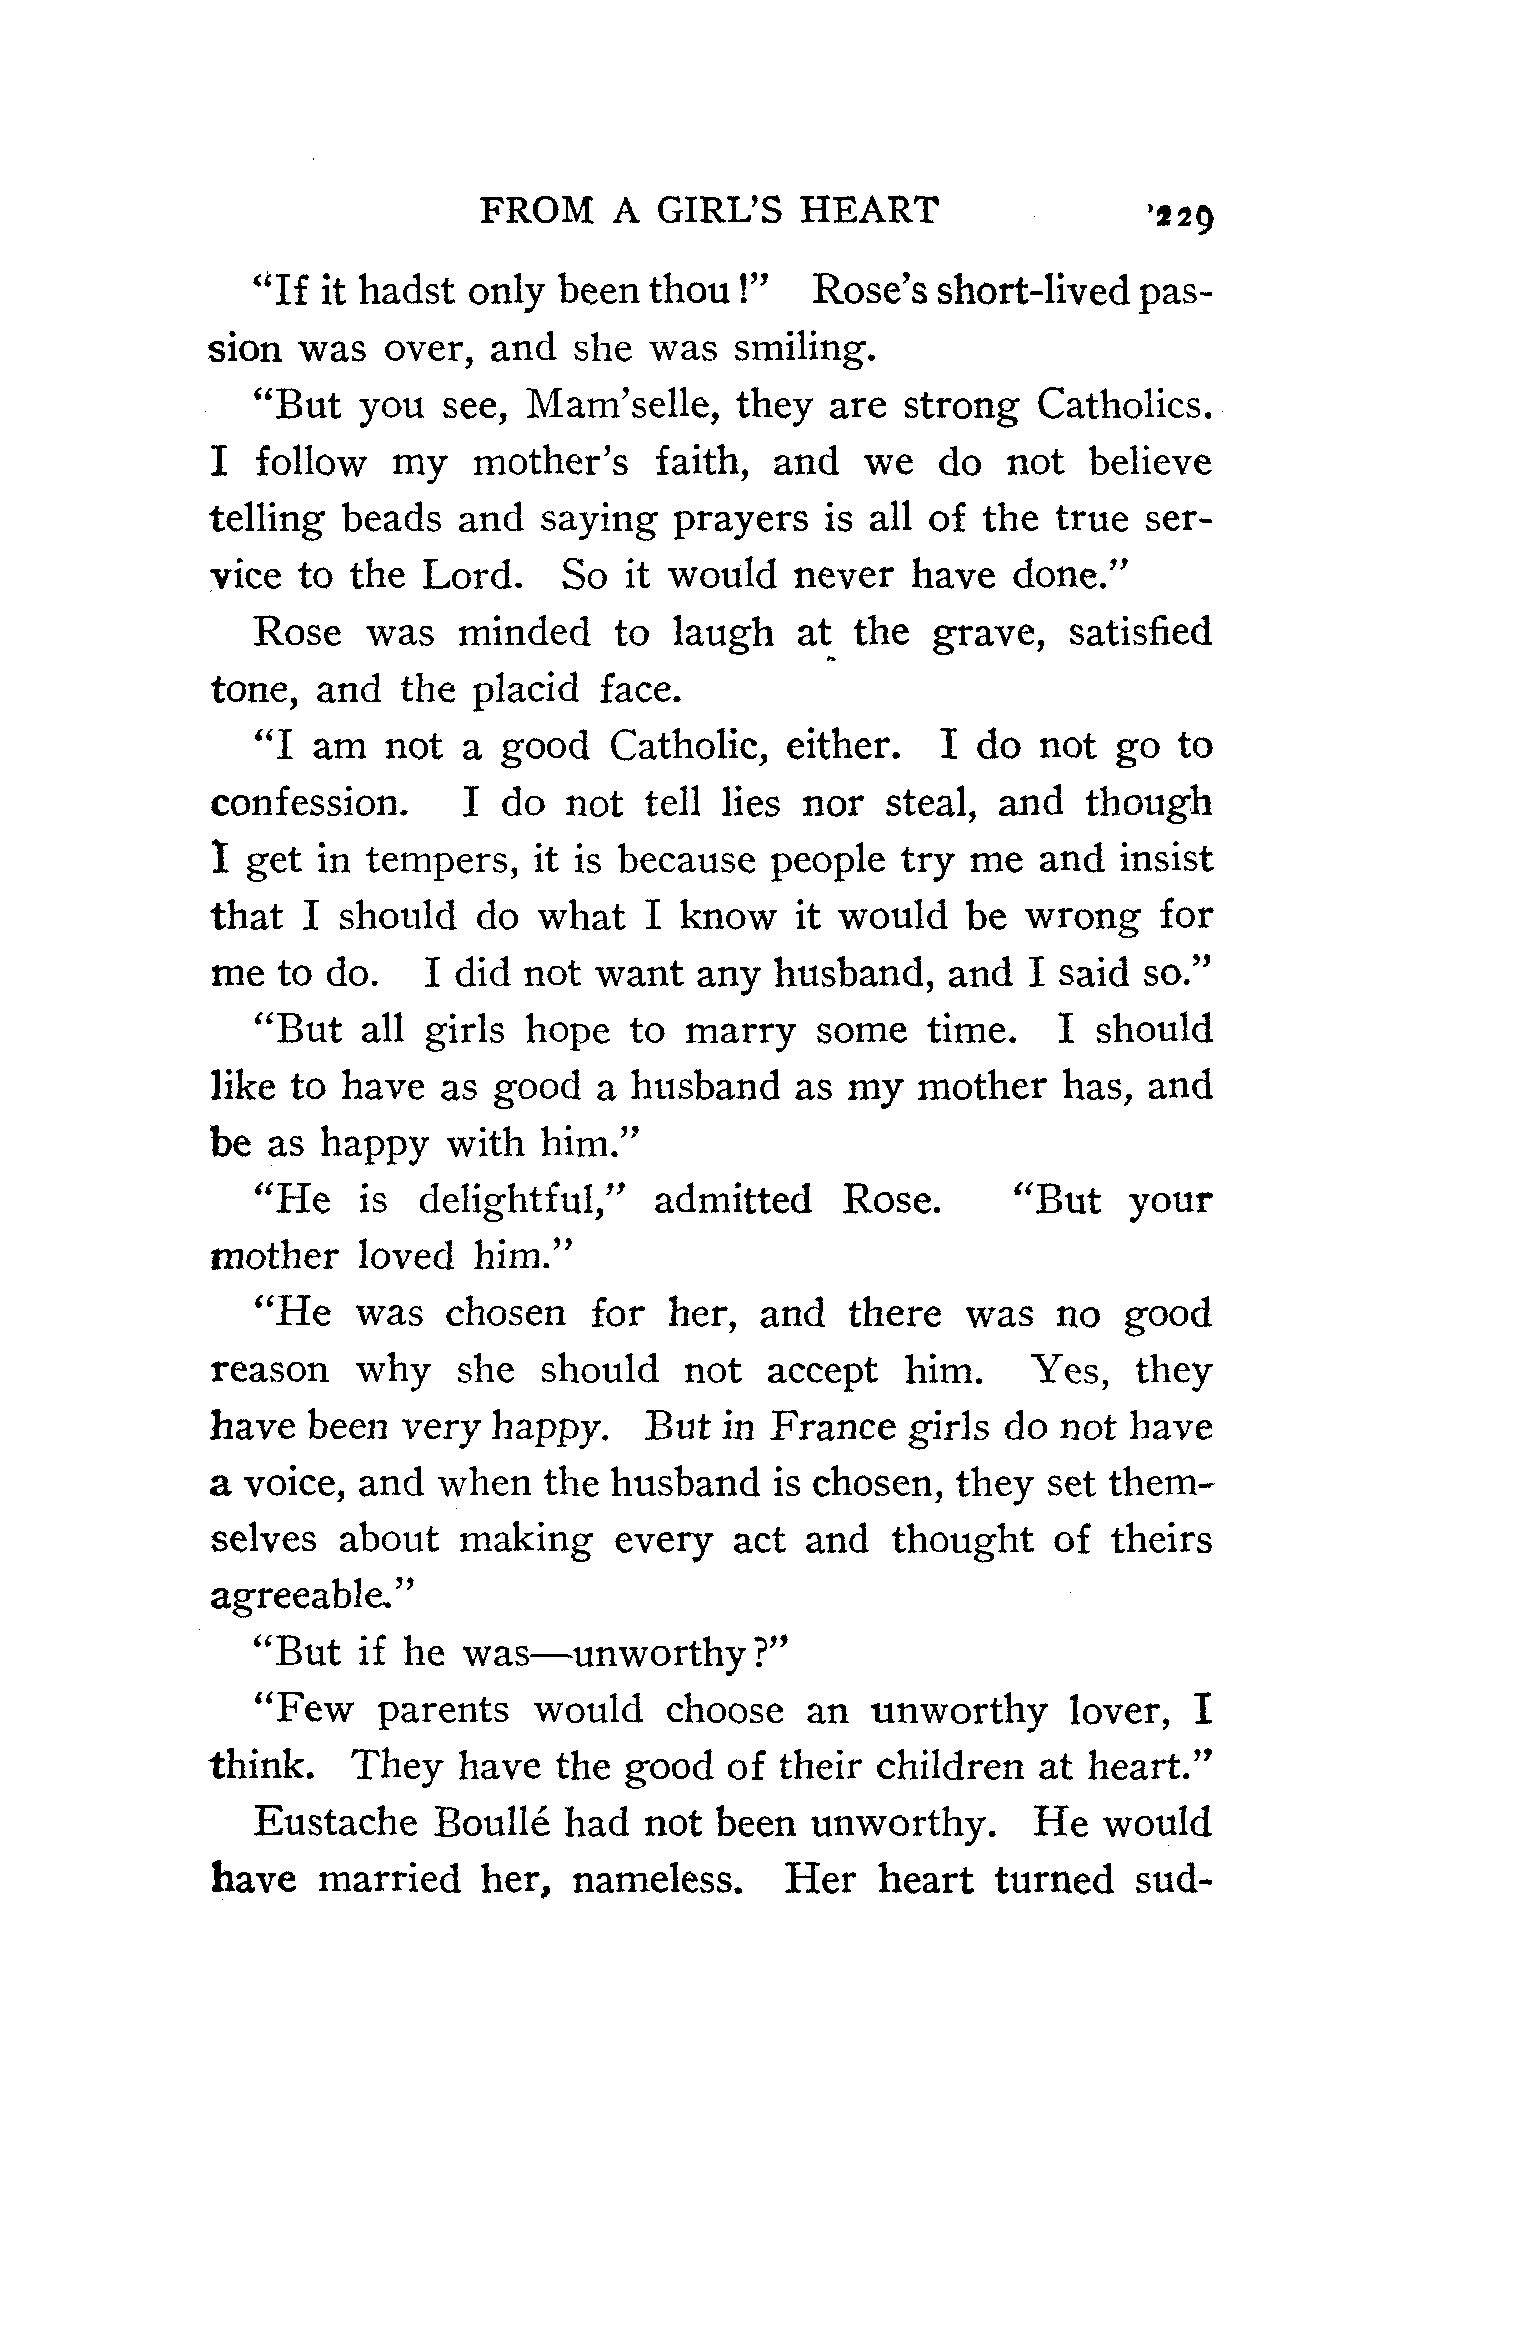 FROM A GIRL'S HEART 229
"If it hadst only been thou!" Rose's short-lived pas-
sion was over, and she was smiling.
"But you see, Mam'selle, they are strong Catholics.
I follow my mother's faith, and we do not believe
telling beads and saying prayers is all of the true ser-
vice to the Lord. So it would never have done."
Rose was minded to laugh at the grave, satisfied
tone, and the placid face.
"I am not a good Catholic, either. I do not go to
confession. I do not tell lies nor steal, and though
I get in tempers, it is because people try me and insist
that I should do what I know it would be wrong for
me to do. I did not want any husband, and I said so."
"But all girls hope to marry some time. I should
like to have as good a husband as my mother has, and
be as happy with him."
"He is delightful," admitted Rose. "But your
mother loved him."
"He was chosen for her, and there was no good
reason why she should not accept him. Yes, they
have been very happy. But in France girls do not have
a voice, and when the husband is chosen, they set them-
selves about making every act and thought of theirs
agreeable."
"But if he was—unworthy?"
"Few parents would choose an unworthy lover, I
think. They have the good of their children at heart."
Eustache Boullé had not been unworthy. He would
have married her, nameless. Her heart turned sud-